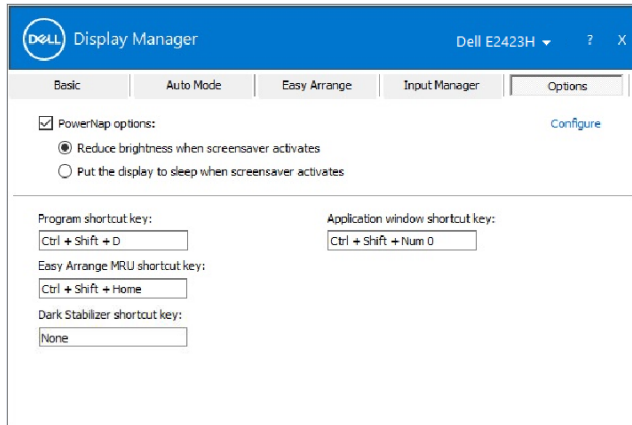 DELL Display Manager Dell E2423H ? X
Basic Auto Mode Easy Arrange Input Manager Options
PowerNap options: Configure
Reduce brightness when screensaver activates
Put the display to sleep when screensaver activates
Program shortcut key: Application window shortcut key:
Ctrl + Shift + D Ctrl + Shift + Num 0
Easy Arrange MRU shortcut key:
Ctrl + Shift + Home
Dark Stabilizer shortcut key:
None